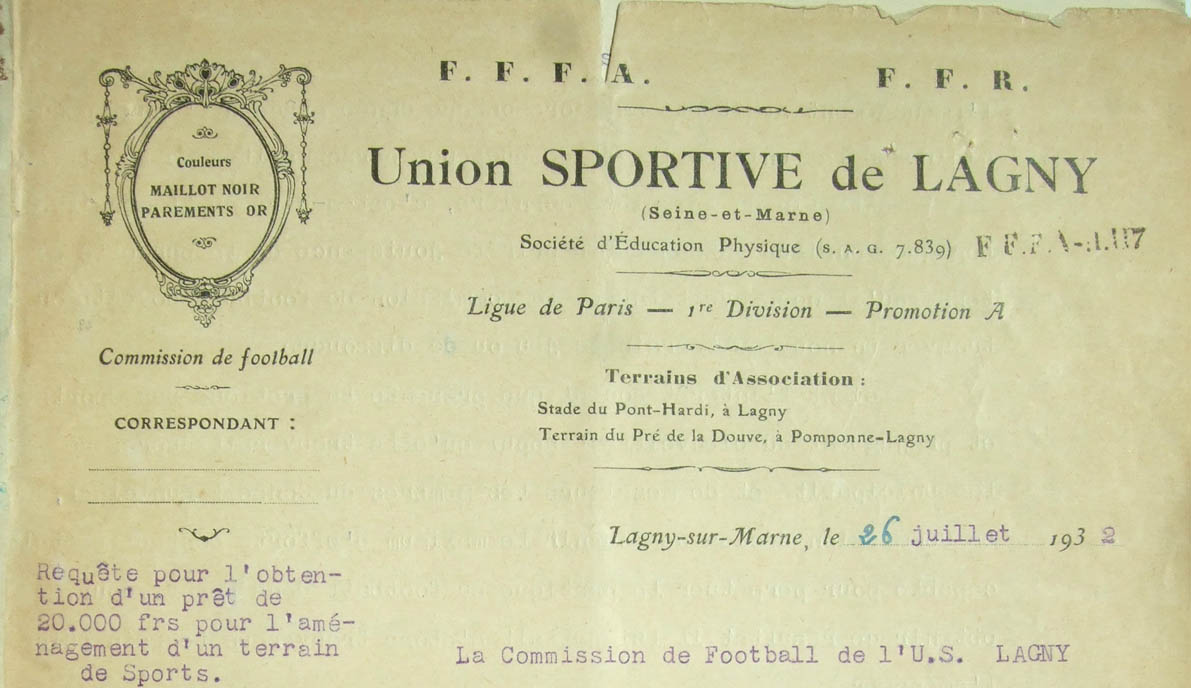 F. F. F. A.
F. F. R.
Couleurs
MAILLOT NOIR
PAREMENTS OR
Union SPORTIVE de LAGNY
(Seine-et-Marne)
Société d'Éducation Physique (S. A. G. 7.839)
Ligue de Paris — 1re Division — Promotion A
Commission de football
CORRESPONDANT :
Terrains d'Association :
Stade du Pont-Hardi, à Lagny
Terrain du Pré de la Douve, à Pomponne-Lagny
Lagny-sur-Marne, le 26 juillet 1932
Requête pour l'obten-
tion d'un prêt de
20.000 frs pour l'amé-
nagement d'un terrain
de Sports.
La Commission de Football de l'U.S. LAGNY